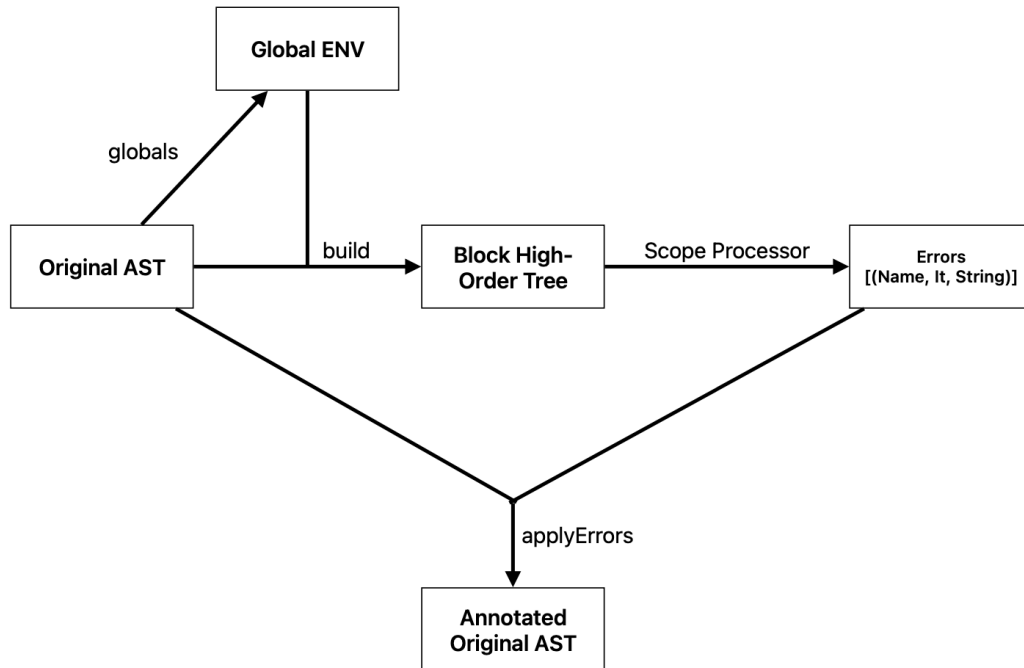 Global ENV
globals
Original AST
build
Block High-
Order Tree
Scope Processor
Errors
[(Name, It, String)]
applyErrors
Annotated
Original AST